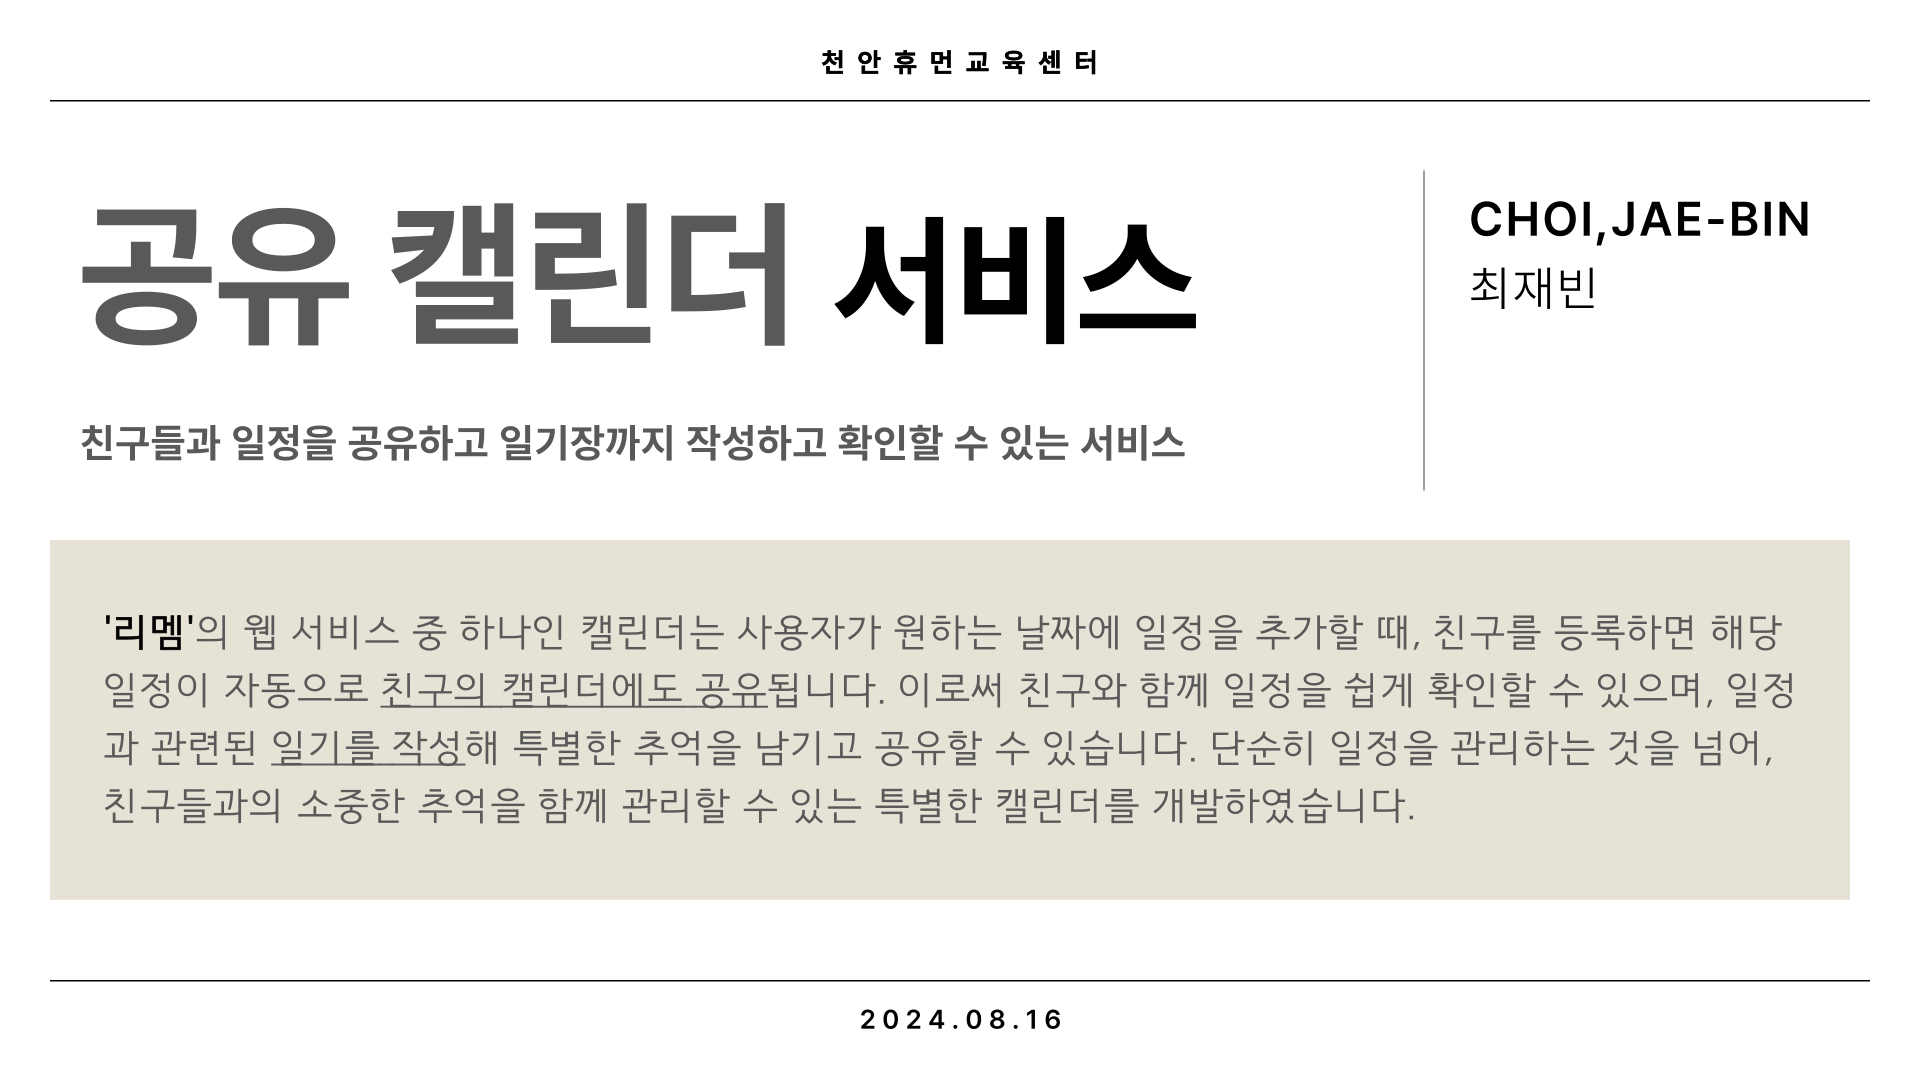 천안휴먼교육센터
공유 캘린더 서비스
CHOI,JAE-BIN
최재빈
친구들과 일정을 공유하고 일기장까지 작성하고 확인할 수 있는 서비스
'리멤'의 웹 서비스 중 하나인 캘린더는 사용자가 원하는 날짜에 일정을 추가할 때, 친구를 등록하면 해당
일정이 자동으로 친구의 캘린더에도 공유됩니다. 이로써 친구와 함께 일정을 쉽게 확인할 수 있으며, 일정
과 관련된 일기를 작성해 특별한 추억을 남기고 공유할 수 있습니다. 단순히 일정을 관리하는 것을 넘어,
친구들과의 소중한 추억을 함께 관리할 수 있는 특별한 캘린더를 개발하였습니다.
2024.08.16